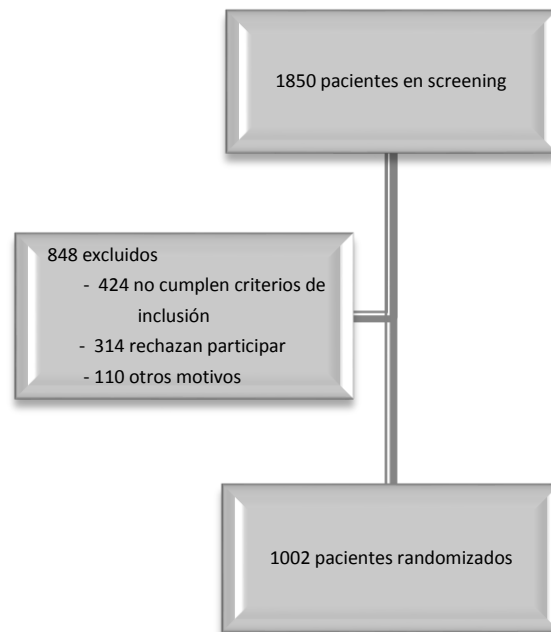 1850 pacientes en screening
848 excluidos
- 424 no cumplen criterios de
inclusión
- 314 rechazan participar
- 110 otros motivos
1002 pacientes randomizados